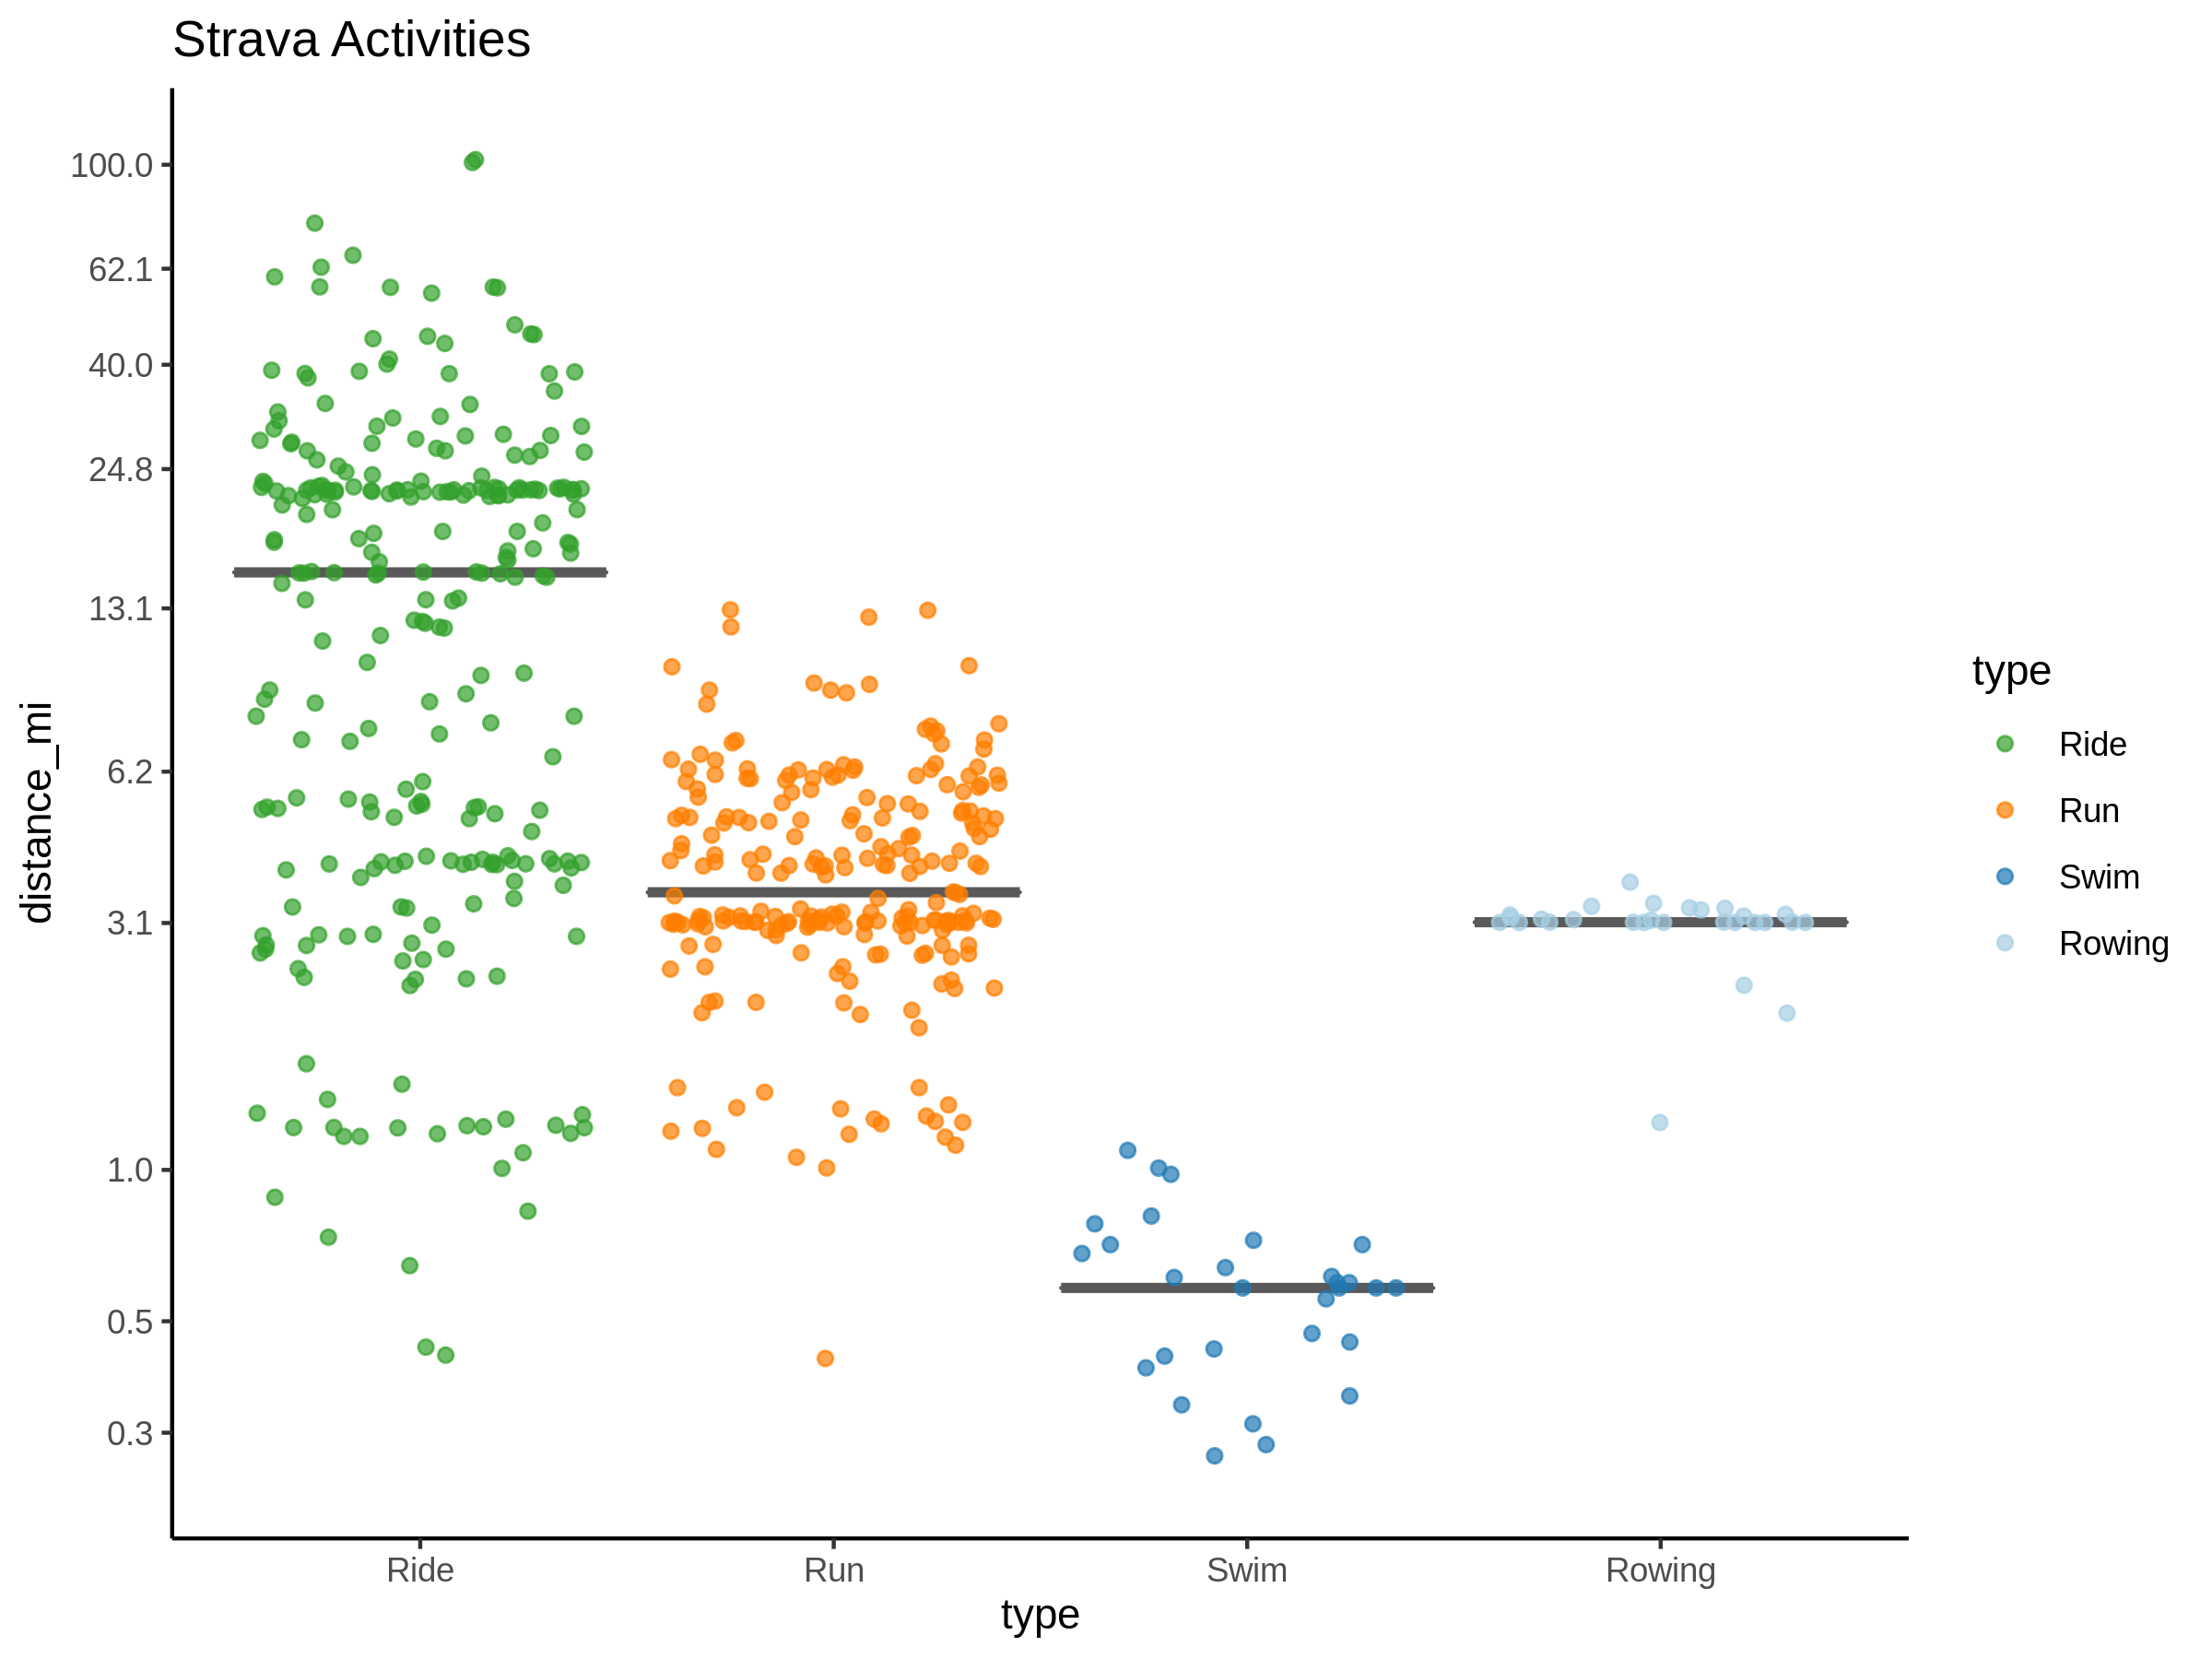 Strava Activities
distance_mi
100.0
62.1
40.0
24.8
13.1
6.2
3.1
1.0
0.5
0.3
Ride
Run
Swim
Rowing
type
type
Ride
Run
Swim
Rowing